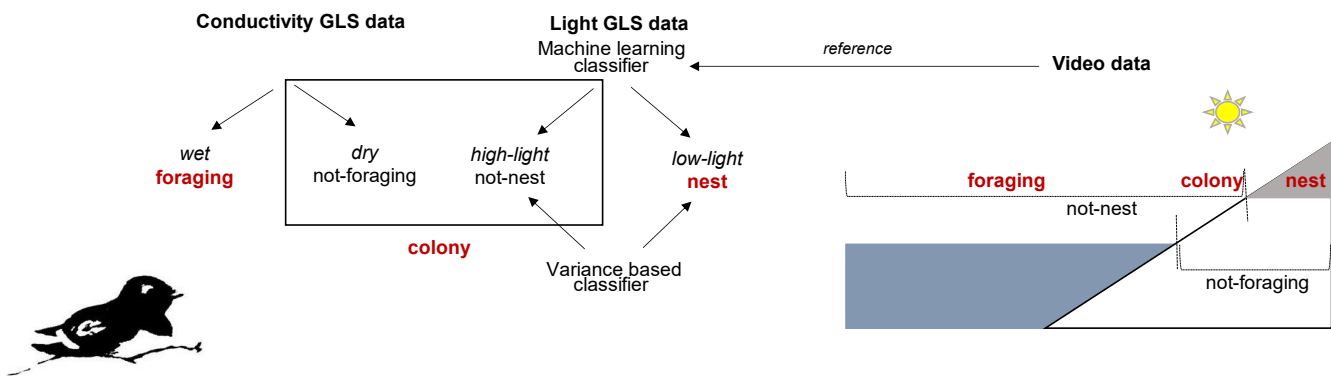 Conductivity GLS data
Light GLS data
Machine learning
classifier
reference
Video data
wet
foraging
dry
not-foraging
high-light
not-nest
low-light
nest
colony
Variance based
classifier
foraging
colony
nest
not-nest
not-foraging